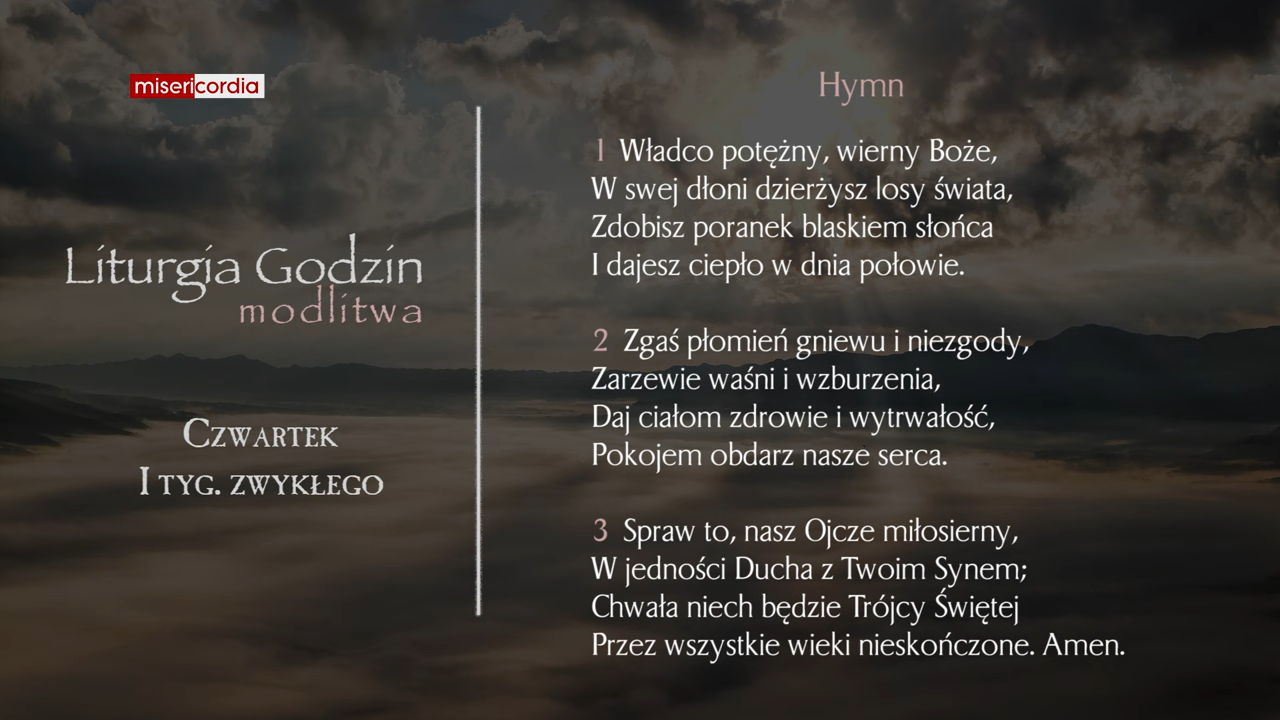 misericordia
Liturgia Godzin
modlitwa
Czwartek
I tyg. zwykłego
Hymn
1 Władco potężny, wierny Boże,
W swej dłoni dzierżysz losy świata,
Zdobisz poranek blaskiem słońca
I dajesz ciepło w dnia połowie.
2 Zgaś płomień gniewu i niezgody,
Zarzewie waśni i wzburzenia,
Daj ciałom zdrowie i wytrwałość,
Pokojem obdarz nasze serca.
3 Spraw to, nasz Ojcze miłosierny,
W jedności Ducha z Twoim Synem;
Chwała niech będzie Trójcy Świętej
Przez wszystkie wieki nieskończone. Amen.